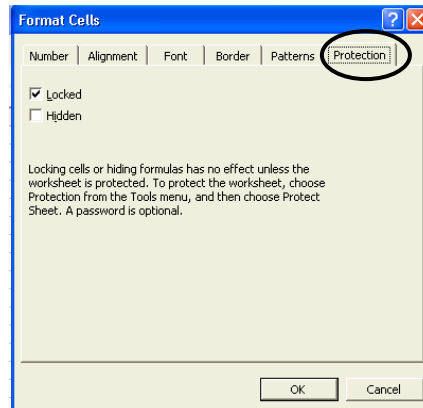 Format Cells
Number Alignment Font Border Patterns Protection
Locked
Hidden
Locking cells or hiding formulas has no effect unless the
worksheet is protected. To protect the worksheet, choose
Protection from the Tools menu, and then choose Protect
Sheet. A password is optional.
OK Cancel